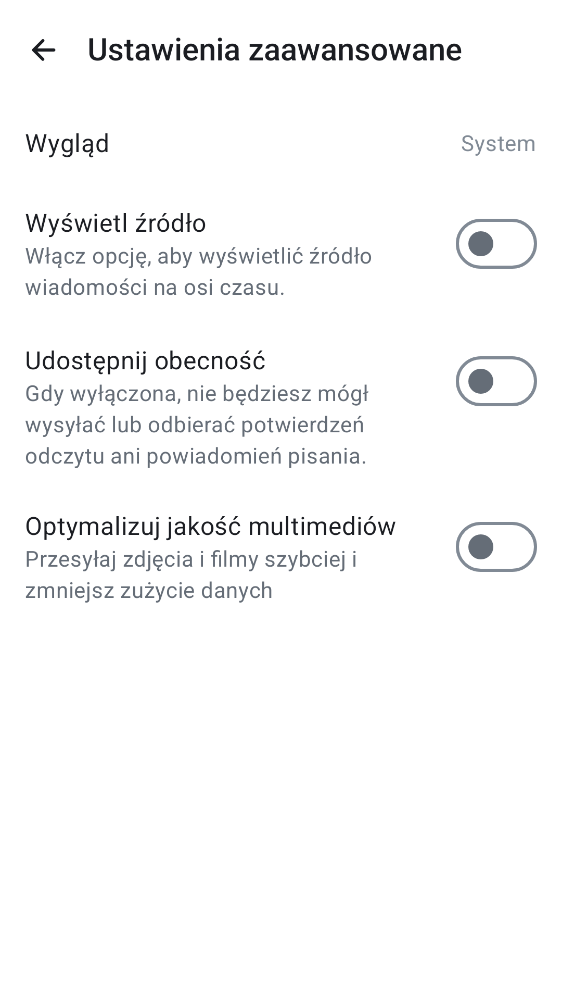 Ustawienia zaawansowane
Wygląd
System
Wyświetl źródło
Włącz opcję, aby wyświetlić źródło
wiadomości na osi czasu.
Udostępnij obecność
Gdy wyłączona, nie będziesz mógł
wysyłać lub odbierać potwierdzeń
odczytu ani powiadomień pisania.
Optymalizuj jakość multimediów
Przesyłaj zdjęcia i filmy szybciej i
zmniejsz zużycie danych